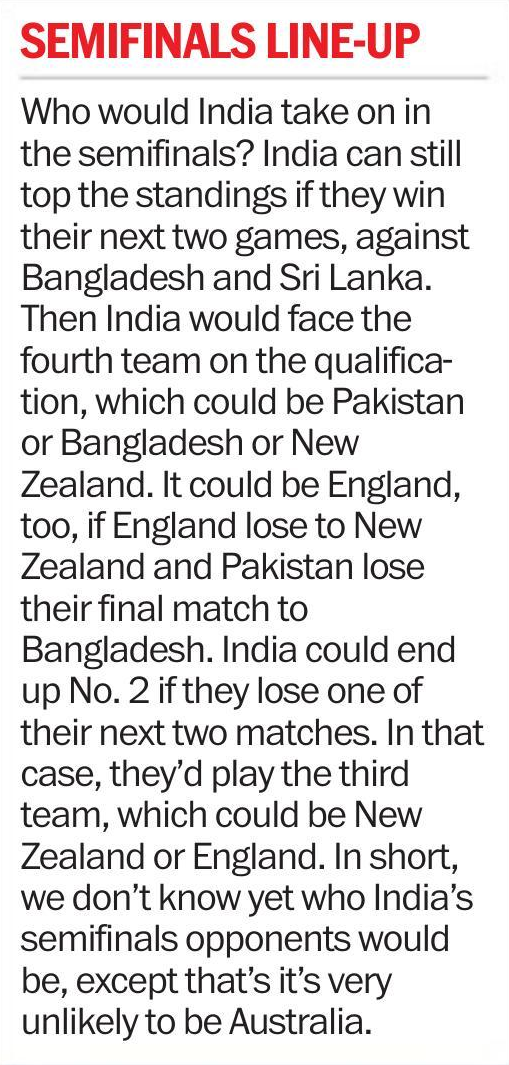 SEMIFINALS LINE-UP
Who would India take on in
the semifinals? India can still
top the standings if they win
their next two games, against
Bangladesh and Sri Lanka.
Then India would face the
fourth team on the qualifica-
tion, which could be Pakistan
or Bangladesh or New
Zealand. It could be England,
too, if England lose to New
Zealand and Pakistan lose
their final match to
Bangladesh. India could end
up No. 2 if they lose one of
their next two matches. In that
case, they’d play the third
team, which could be New
Zealand or England. In short,
we don’t know yet who India’s
semifinals opponents would
be, except that’s it’s very
unlikely to be Australia.